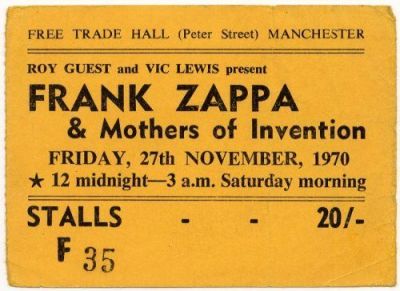 FREE TRADE HALL (Peter Street) MANCHESTER
ROY GUEST and VIC LEWIS present
FRANK ZAPPA
& Mothers of Invention
FRIDAY, 27th NOVEMBER, 1970
★ 12 midnight—3 a.m. Saturday morning
STALLS - - 20/-
F 35